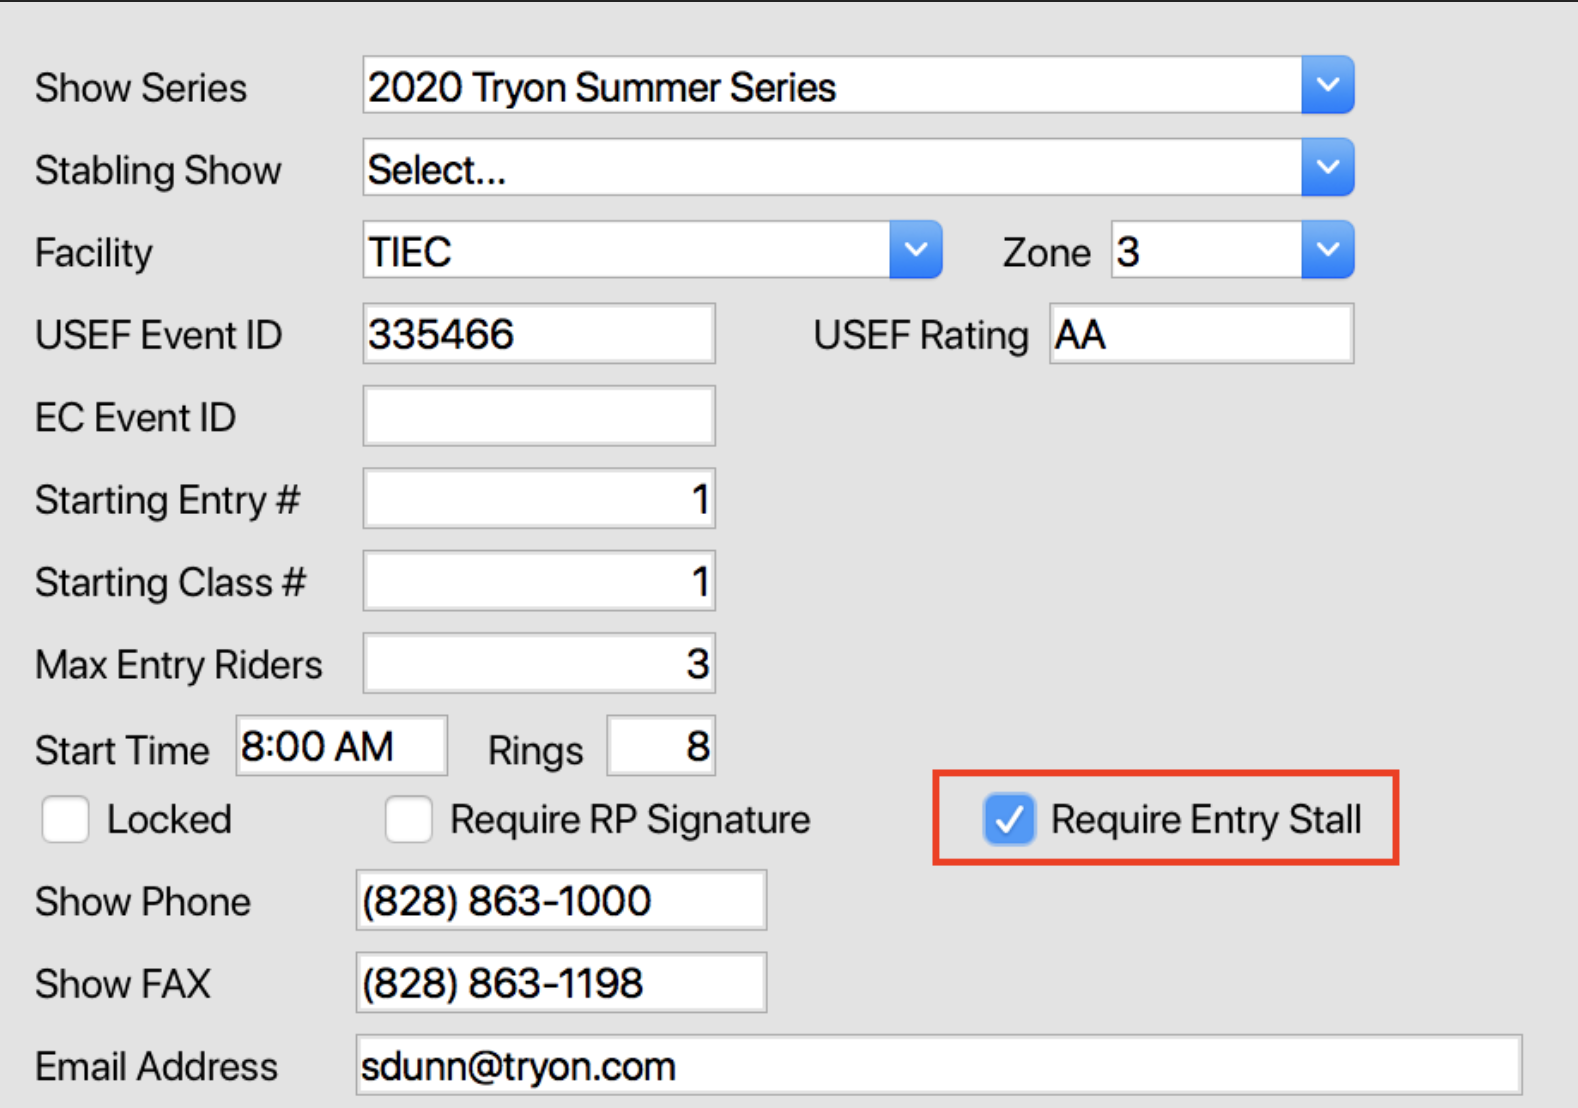 Show Series 2020 Tryon Summer Series
Stabling Show Select...
Facility TIEC Zone 3
USEF Event ID 335466 USEF Rating AA
EC Event ID
Starting Entry # 1
Starting Class # 1
Max Entry Riders 3
Start Time 8:00 AM Rings 8
Locked Require RP Signature Require Entry Stall
Show Phone (828) 863-1000
Show FAX (828) 863-1198
Email Address sdunn@tryon.com